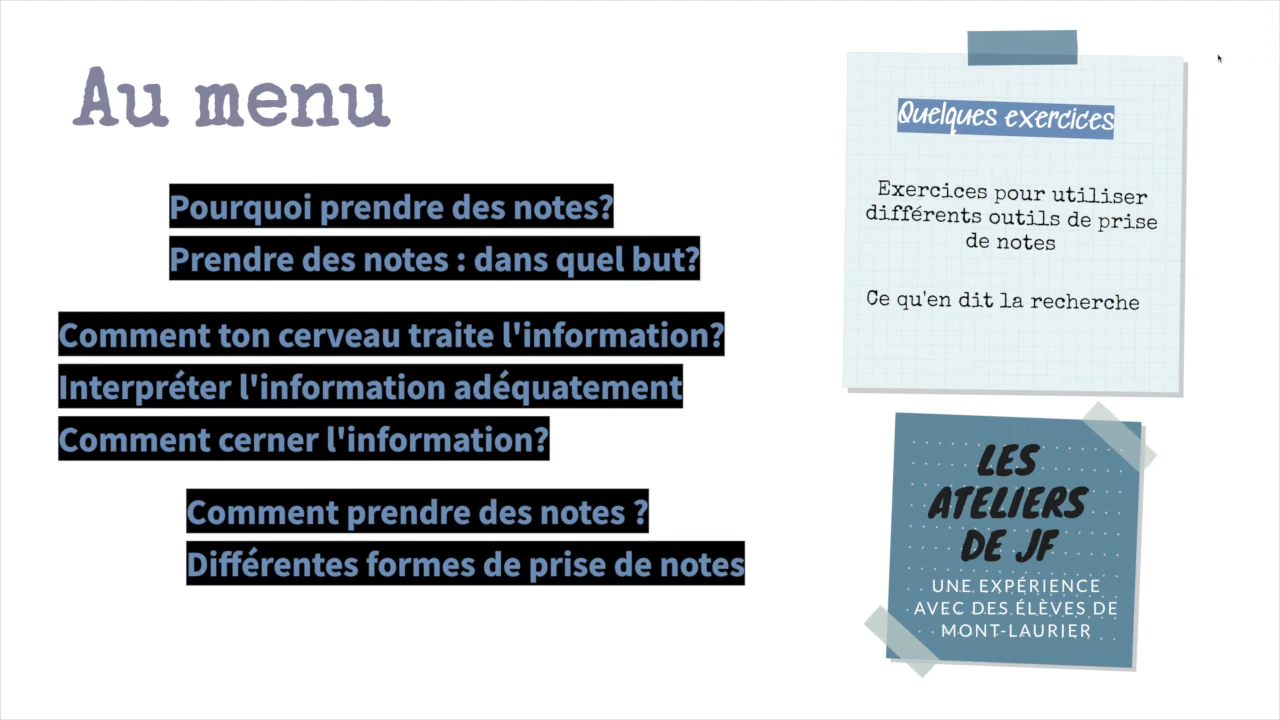 Au menu
Pourquoi prendre des notes?
Prendre des notes : dans quel but?
Comment ton cerveau traite l'information?
Interpréter l'information adéquatement
Comment cerner l'information?
Comment prendre des notes ?
Différentes formes de prise de notes
Quelques exercices
Exercices pour utiliser
différents outils de prise
de notes
Ce qu'en dit la recherche
LES
ATELIERS
DE JF
UNE EXPÉRIENCE
AVEC DES ÉLÈVES DE
MONT-LAURIER